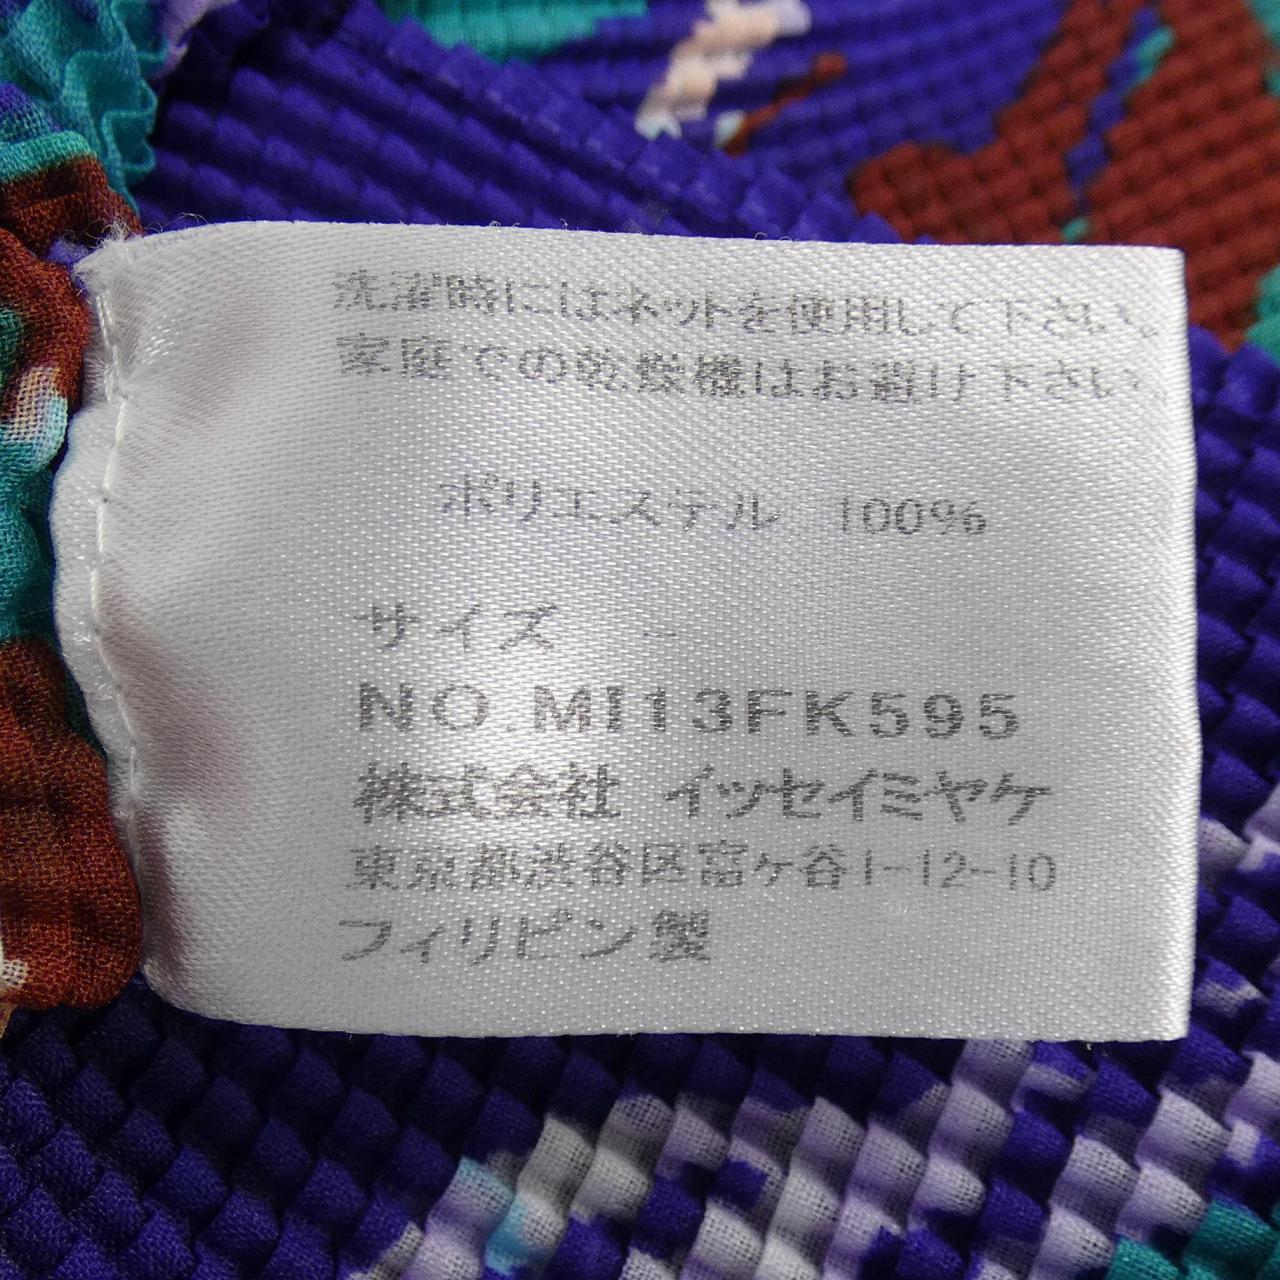 洗濯時にはネットを使用して下さい。
家庭での乾燥機はお避け下さい
ポリエステル 100%
サイズ -
NO.MI13FK595
株式会社 イッセイミヤケ
東京都渋谷区富ヶ谷1-12-10
フィリピン製